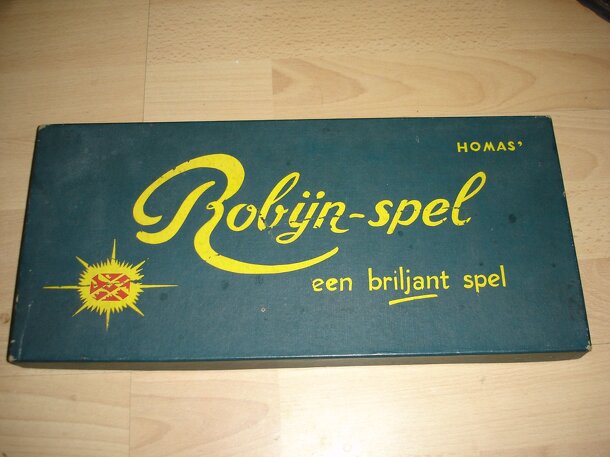 HOMAS'
Robijn-spel
een briljant spel